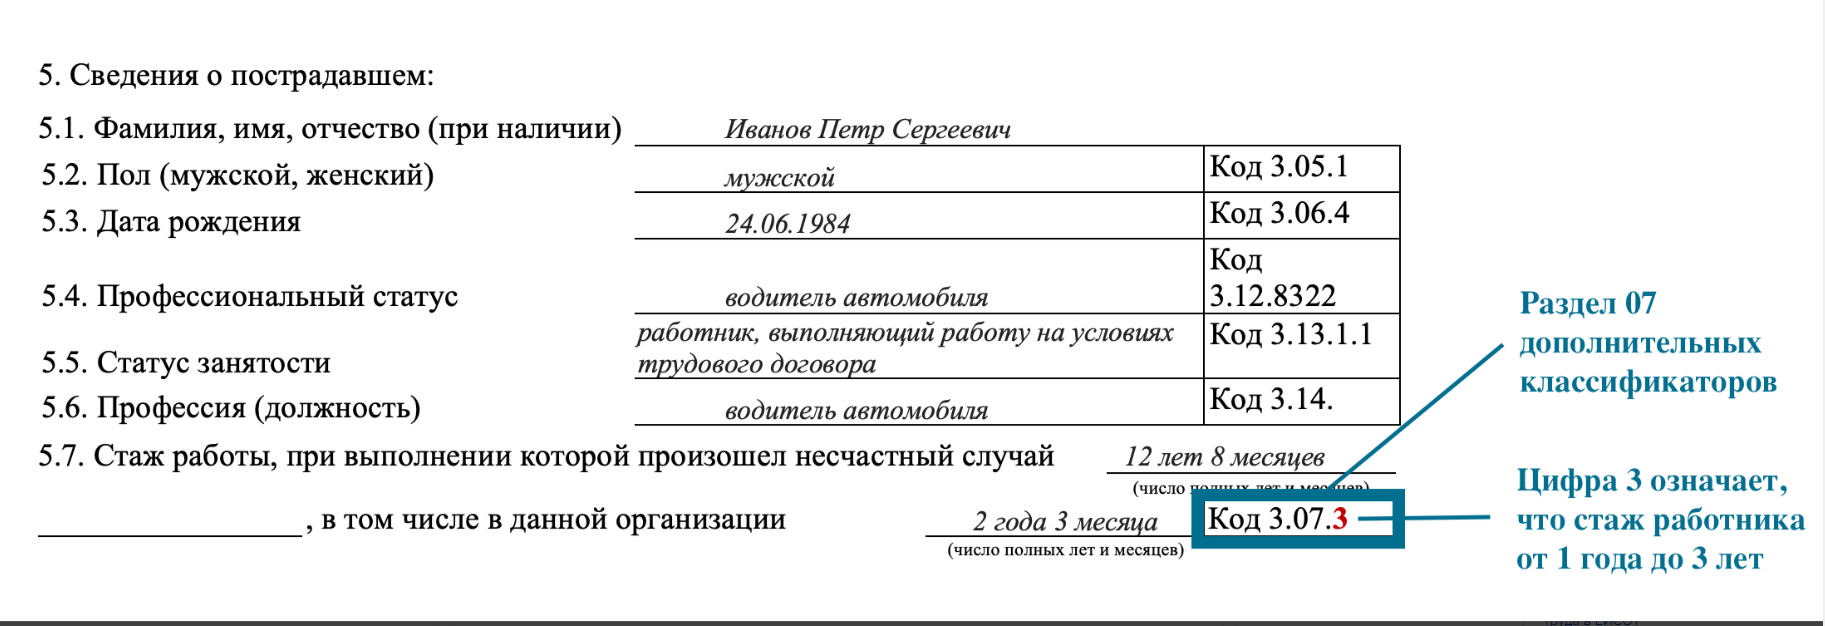 5. Сведения о пострадавшем:
5.1. Фамилия, имя, отчество (при наличии) Иванов Петр Сергеевич
5.2. Пол (мужской, женский) мужской Код 3.05.1
5.3. Дата рождения 24.06.1984 Код 3.06.4
5.4. Профессиональный статус водитель автомобиля Код
3.12.8322
5.5. Статус занятости работник, выполняющий работу на условиях
трудового договора Код 3.13.1.1
5.6. Профессия (должность) водитель автомобиля Код 3.14.
5.7. Стаж работы, при выполнении которой произошел несчастный случай 12 лет 8 месяцев
(число полных лет и месяцев)
, в том числе в данной организации 2 года 3 месяца Код 3.07.3
(число полных лет и месяцев)
Раздел 07
дополнительных
классификаторов
Цифра 3 означает,
что стаж работника
от 1 года до 3 лет